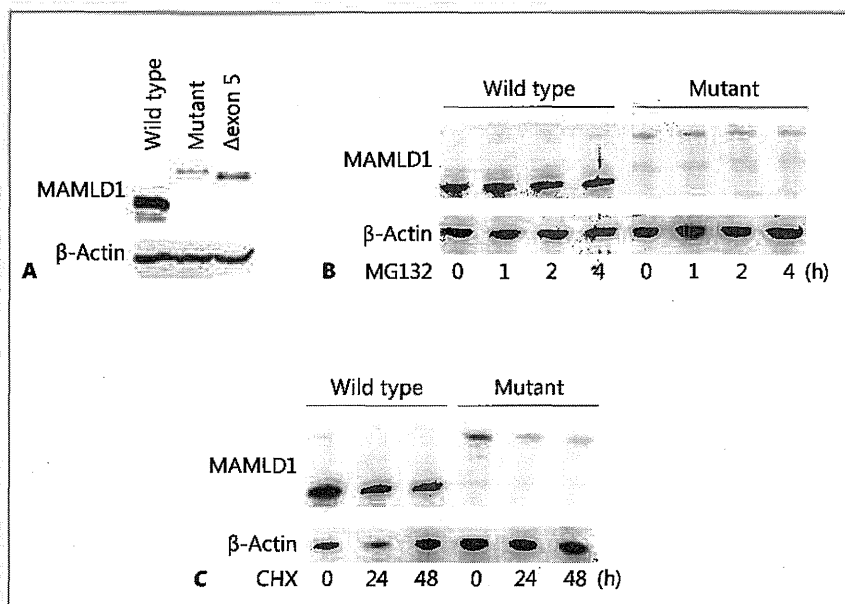 Wild type
Mutant
Δexon 5
MAMLD1
β-Actin
A
Wild type Mutant
MAMLD1
β-Actin
B MG132 0 1 2 4 0 1 2 4 (h)
Wild type Mutant
MAMLD1
β-Actin
C CHX 0 24 48 0 24 48 (h)